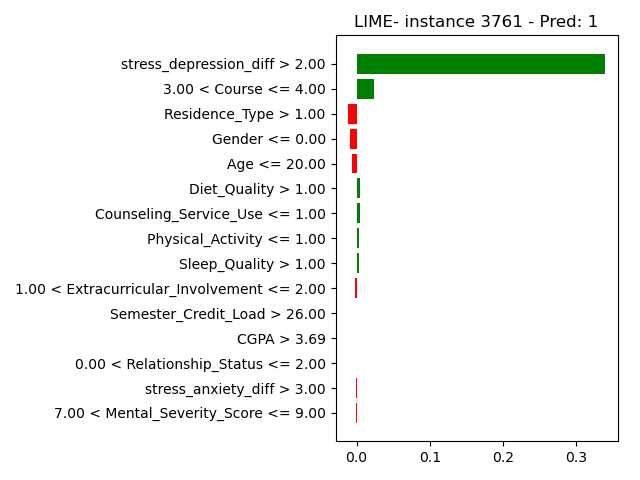 LIME- instance 3761 - Pred: 1
stress_depression_diff > 2.00
3.00 < Course <= 4.00
Residence_Type > 1.00
Gender <= 0.00
Age <= 20.00
Diet_Quality > 1.00
Counseling_Service_Use <= 1.00
Physical_Activity <= 1.00
Sleep_Quality > 1.00
1.00 < Extracurricular_Involvement <= 2.00
Semester_Credit_Load > 26.00
CGPA > 3.69
0.00 < Relationship_Status <= 2.00
stress_anxiety_diff > 3.00
7.00 < Mental_Severity_Score <= 9.00
0.0 0.1 0.2 0.3